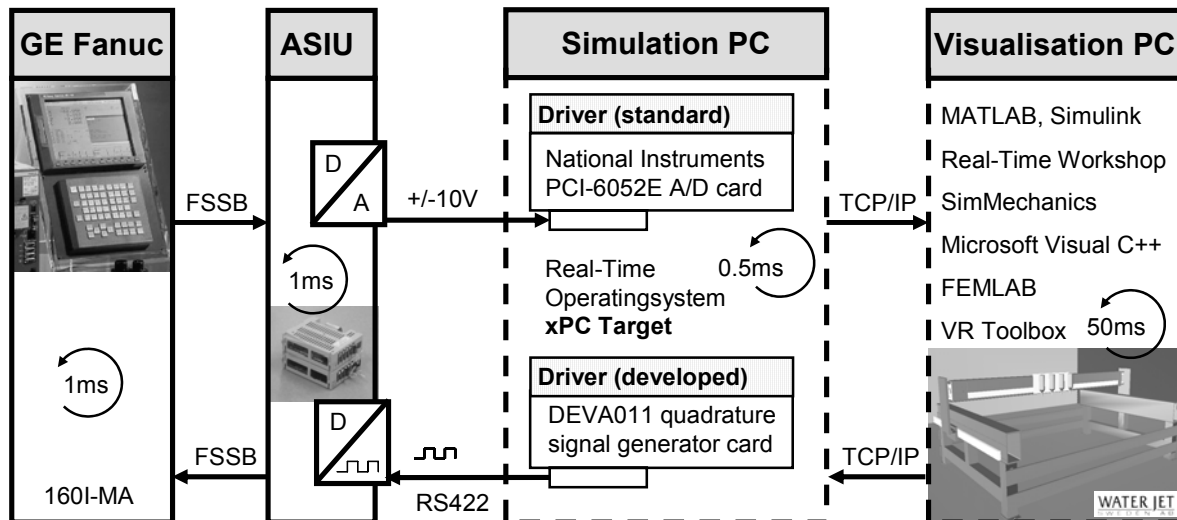 GE Fanuc
ASIU
Simulation PC
Visualisation PC
Driver (standard)
National Instruments
PCI-6052E A/D card
MATLAB, Simulink
Real-Time Workshop
SimMechanics
Microsoft Visual C++
FEMLAB
VR Toolbox
50ms
FSSB
D
A
+/-10V
TCP/IP
1ms
Real-Time
Operatingsystem
xPC Target
0.5ms
1ms
Driver (developed)
DEVA011 quadrature
signal generator card
FSSB
D
RS422
TCP/IP
160I-MA
WATER JET
SWEDEN AB